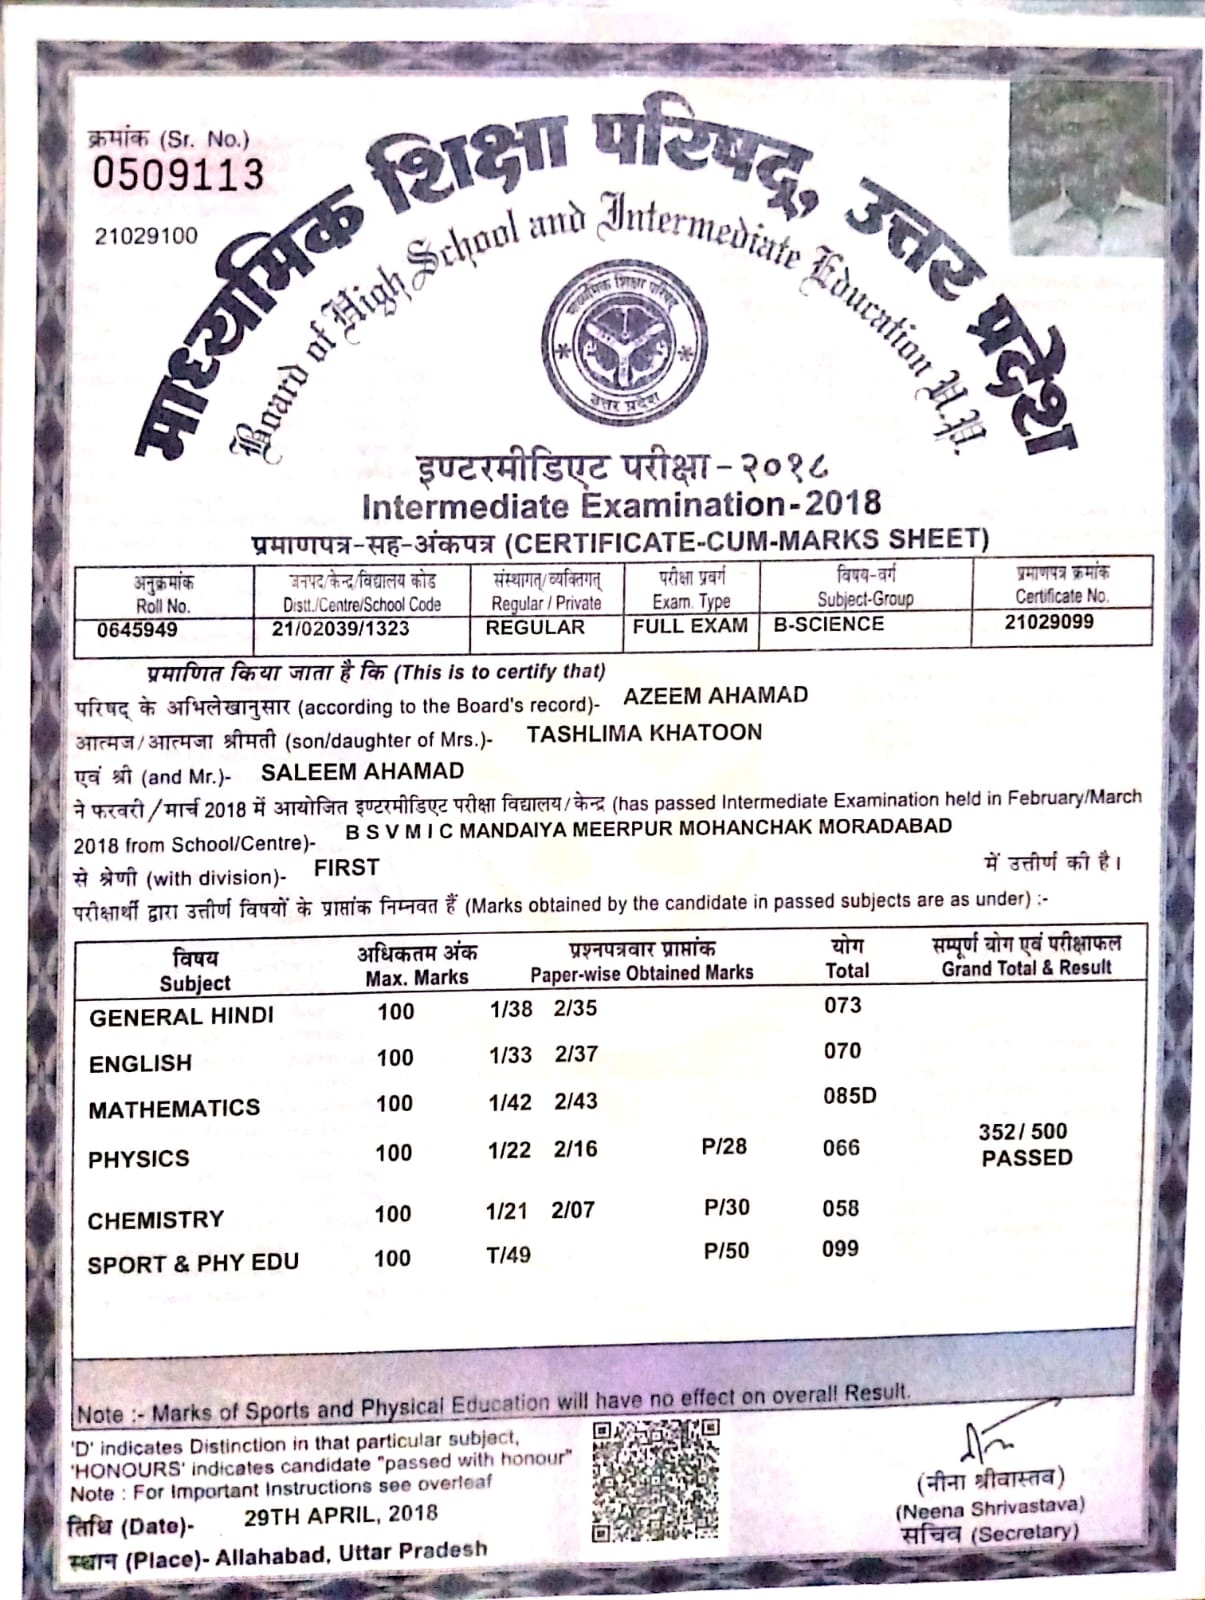 क्रमांक (Sr. No.)
0509113
21029100
माध्यमिक शिक्षा परिषद्, उत्तर प्रदेश
Board of High School and Intermediate Education U.P.
माध्यमिक शिक्षा परिषद्
उत्तर प्रदेश
इण्टरमीडिएट परीक्षा - २०१८
Intermediate Examination - 2018
प्रमाणपत्र-सह-अंकपत्र (CERTIFICATE-CUM-MARKS SHEET)
अनुक्रमांक जनपद/केन्द्र/विद्यालय कोड संस्थागत/व्यक्तिगत् परीक्षा प्रवर्ग विषय-वर्ग प्रमाणपत्र क्रमांक
Roll No. Distt./Centre/School Code Regular / Private Exam. Type Subject-Group Certificate No.
0645949 21/02039/1323 REGULAR FULL EXAM B-SCIENCE 21029099
प्रमाणित किया जाता है कि (This is to certify that)
परिषद् के अभिलेखानुसार (according to the Board's record)- AZEEM AHAMAD
आत्मज/आत्मजा श्रीमती (son/daughter of Mrs.)- TASHLIMA KHATOON
एवं श्री (and Mr.)- SALEEM AHAMAD
ने फरवरी/मार्च 2018 में आयोजित इण्टरमीडिएट परीक्षा विद्यालय/केन्द्र (has passed Intermediate Examination held in February/March
2018 from School/Centre)- B S V M I C MANDAIYA MEERPUR MOHANCHAK MORADABAD
से श्रेणी (with division)- FIRST में उत्तीर्ण की है।
परीक्षार्थी द्वारा उत्तीर्ण विषयों के प्राप्तांक निम्नवत हैं (Marks obtained by the candidate in passed subjects are as under) :-
विषय अधिकतम अंक प्रश्नपत्रवार प्राप्तांक योग सम्पूर्ण योग एवं परीक्षाफल
Subject Max. Marks Paper-wise Obtained Marks Total Grand Total & Result
GENERAL HINDI 100 1/38 2/35 073
ENGLISH 100 1/33 2/37 070
MATHEMATICS 100 1/42 2/43 085D
PHYSICS 100 1/22 2/16 P/28 066
352/ 500
PASSED
CHEMISTRY 100 1/21 2/07 P/30 058
SPORT & PHY EDU 100 T/49 P/50 099
Note :- Marks of Sports and Physical Education will have no effect on overall Result.
'D' indicates Distinction in that particular subject,
'HONOURS' indicates candidate "passed with honour"
Note : For Important Instructions see overleaf
तिथि (Date)- 29TH APRIL, 2018
स्थान (Place)- Allahabad, Uttar Pradesh
(नीना श्रीवास्तव)
(Neena Shrivastava)
सचिव (Secretary)